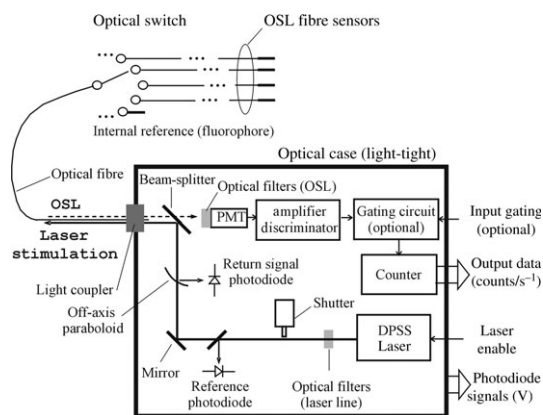 Optical switch
OSL fibre sensors
Internal reference (fluorophore)
Optical case (light-tight)
Optical fibre
Beam-splitter
Optical filters (OSL)
OSL
Laser
stimulation
PMT
amplifier
discriminator
Gating circuit
(optional)
Input gating
(optional)
Counter
Output data
(counts/s⁻¹)
Light coupler
Return signal
photodiode
Off-axis
paraboloid
Shutter
DPSS
Laser
Laser
enable
Mirror
Reference
photodiode
Optical filters
(laser line)
Photodiode
signals (V)